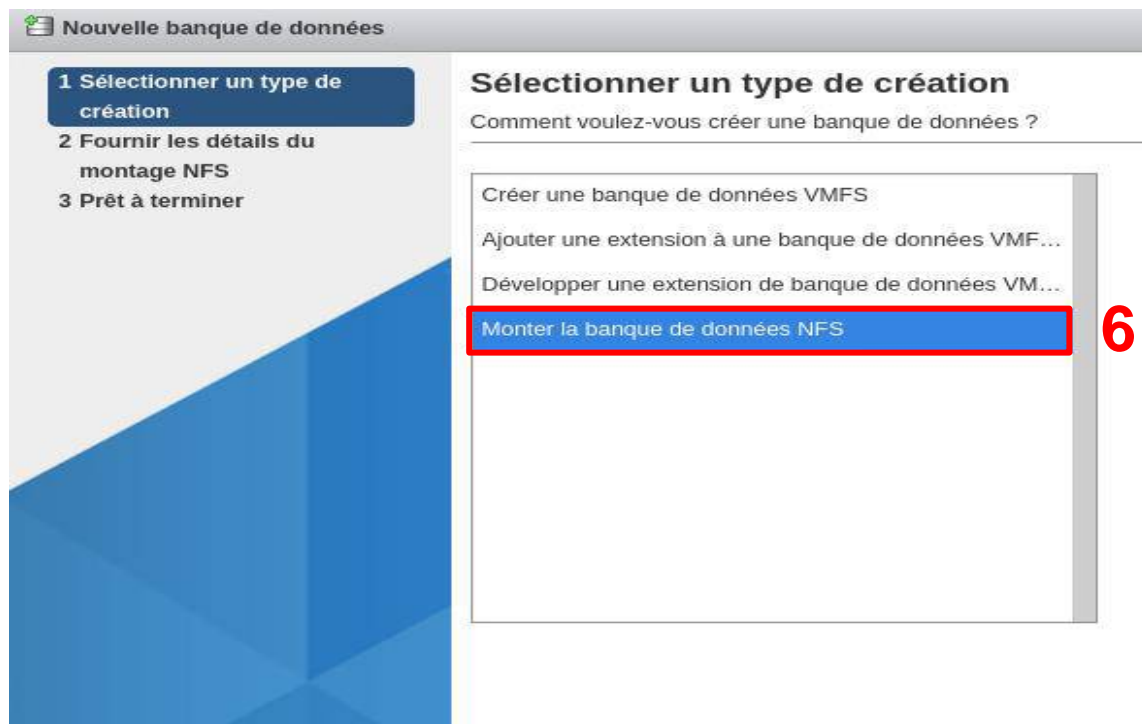 Nouvelle banque de données
1 Sélectionner un type de
création
2 Fournir les détails du
montage NFS
3 Prêt à terminer
Sélectionner un type de création
Comment voulez-vous créer une banque de données ?
Créer une banque de données VMFS
Ajouter une extension à une banque de données VMF...
Développer une extension de banque de données VM...
Monter la banque de données NFS
6